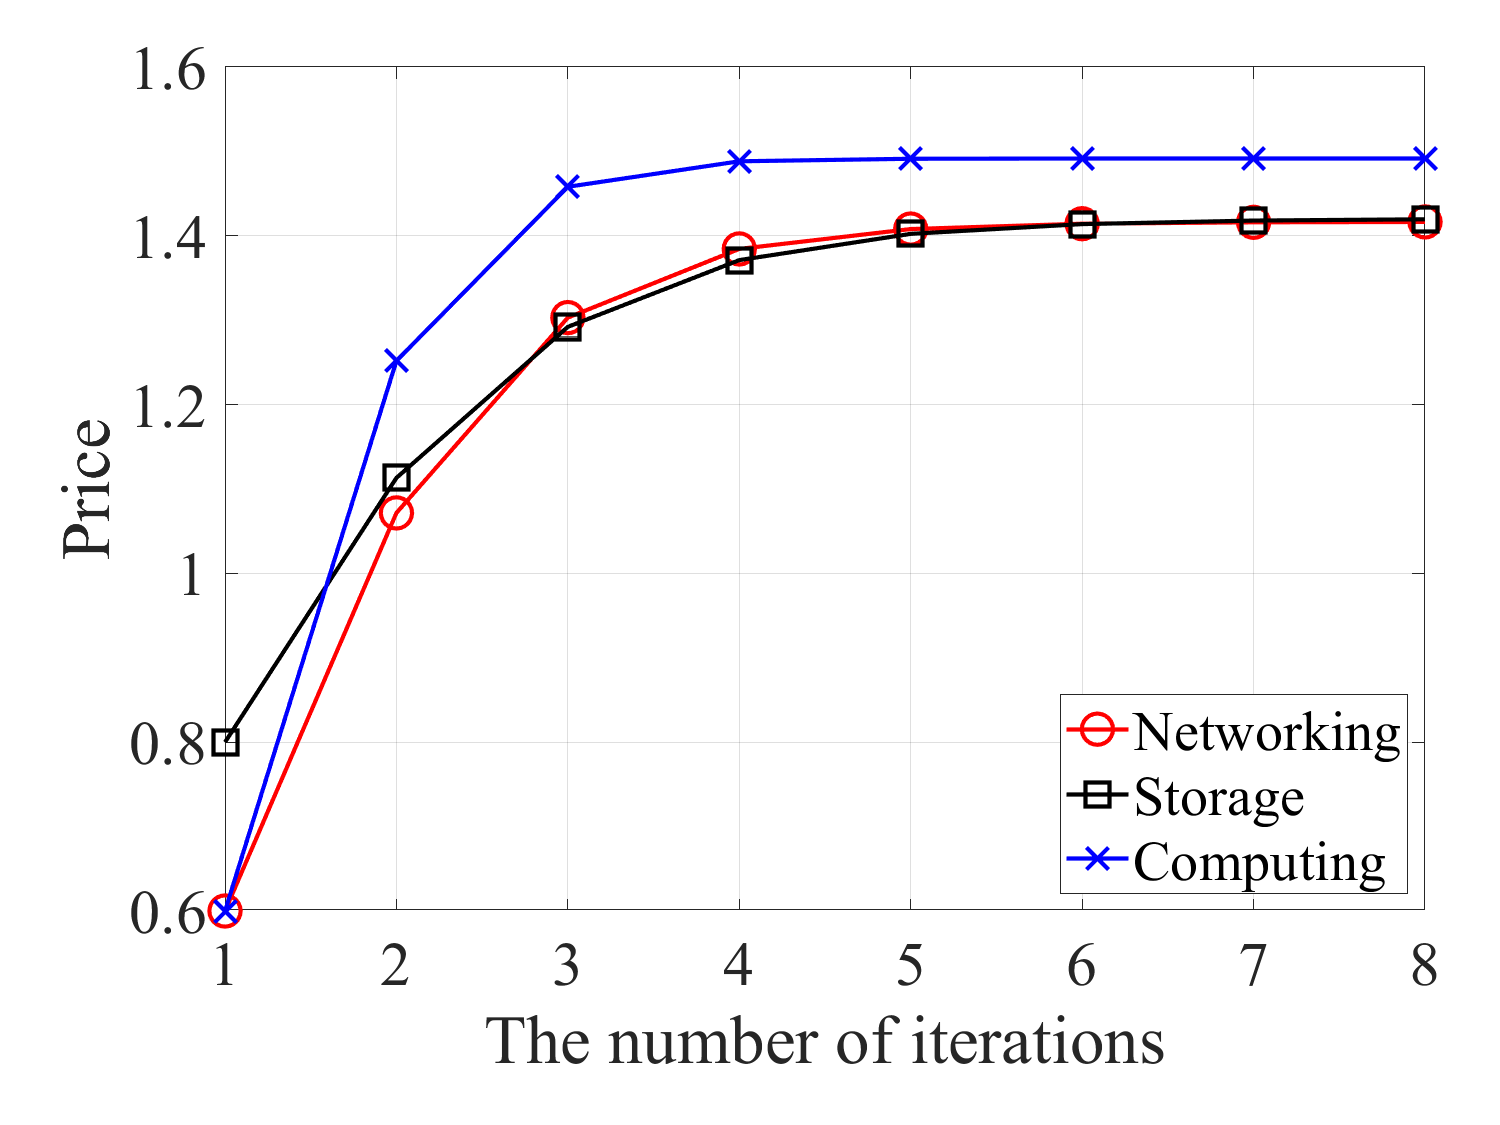 1.6
1.4
1.2
1
0.8
0.6
Price
1 2 3 4 5 6 7 8
The number of iterations
Networking
Storage
Computing